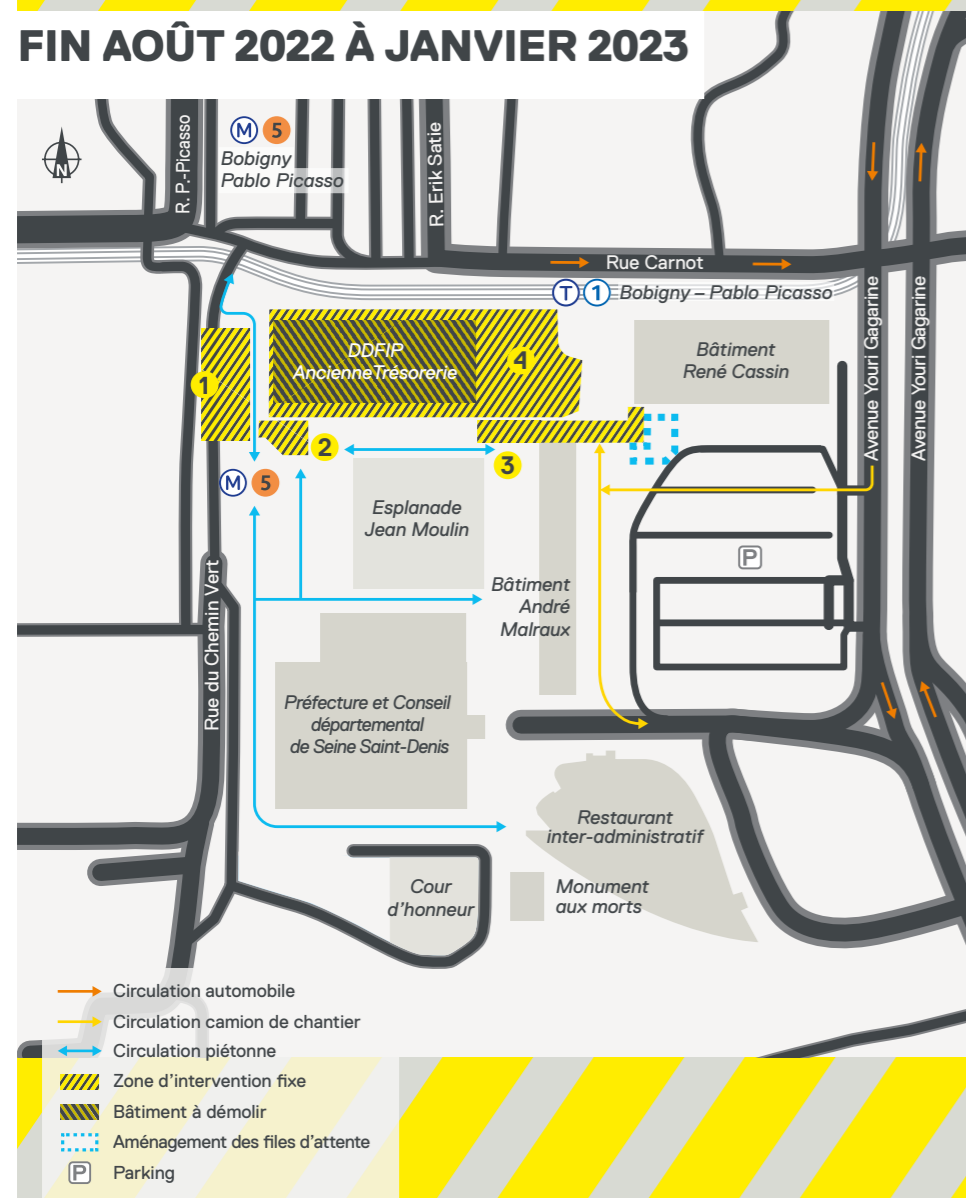 FIN AOÛT 2022 À JANVIER 2023
N
R. P.-Picasso
M 5
Bobigny
Pablo Picasso
R. Erik Satie
Rue Carnot
T 1 Bobigny – Pablo Picasso
Avenue Youri Gagarine
Avenue Youri Gagarine
DDFIP
AncienneTrésorerie
4
Bâtiment
René Cassin
1
2
3
M 5
Esplanade
Jean Moulin
P
Bâtiment
André
Malraux
Rue du Chemin Vert
Préfecture et Conseil
départemental
de Seine Saint-Denis
Restaurant
inter-administratif
Cour
d'honneur
Monument
aux morts
Circulation automobile
Circulation camion de chantier
Circulation piétonne
Zone d'intervention fixe
Bâtiment à démolir
Aménagement des files d'attente
P Parking